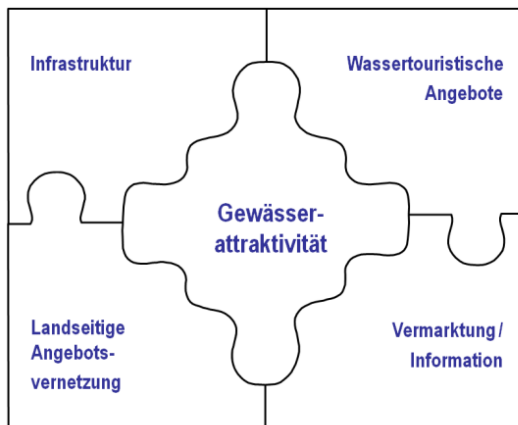 Infrastruktur
Wassertouristische
Angebote
Gewässer-
attraktivität
Landseitige
Angebots-
vernetzung
Vermarktung /
Information